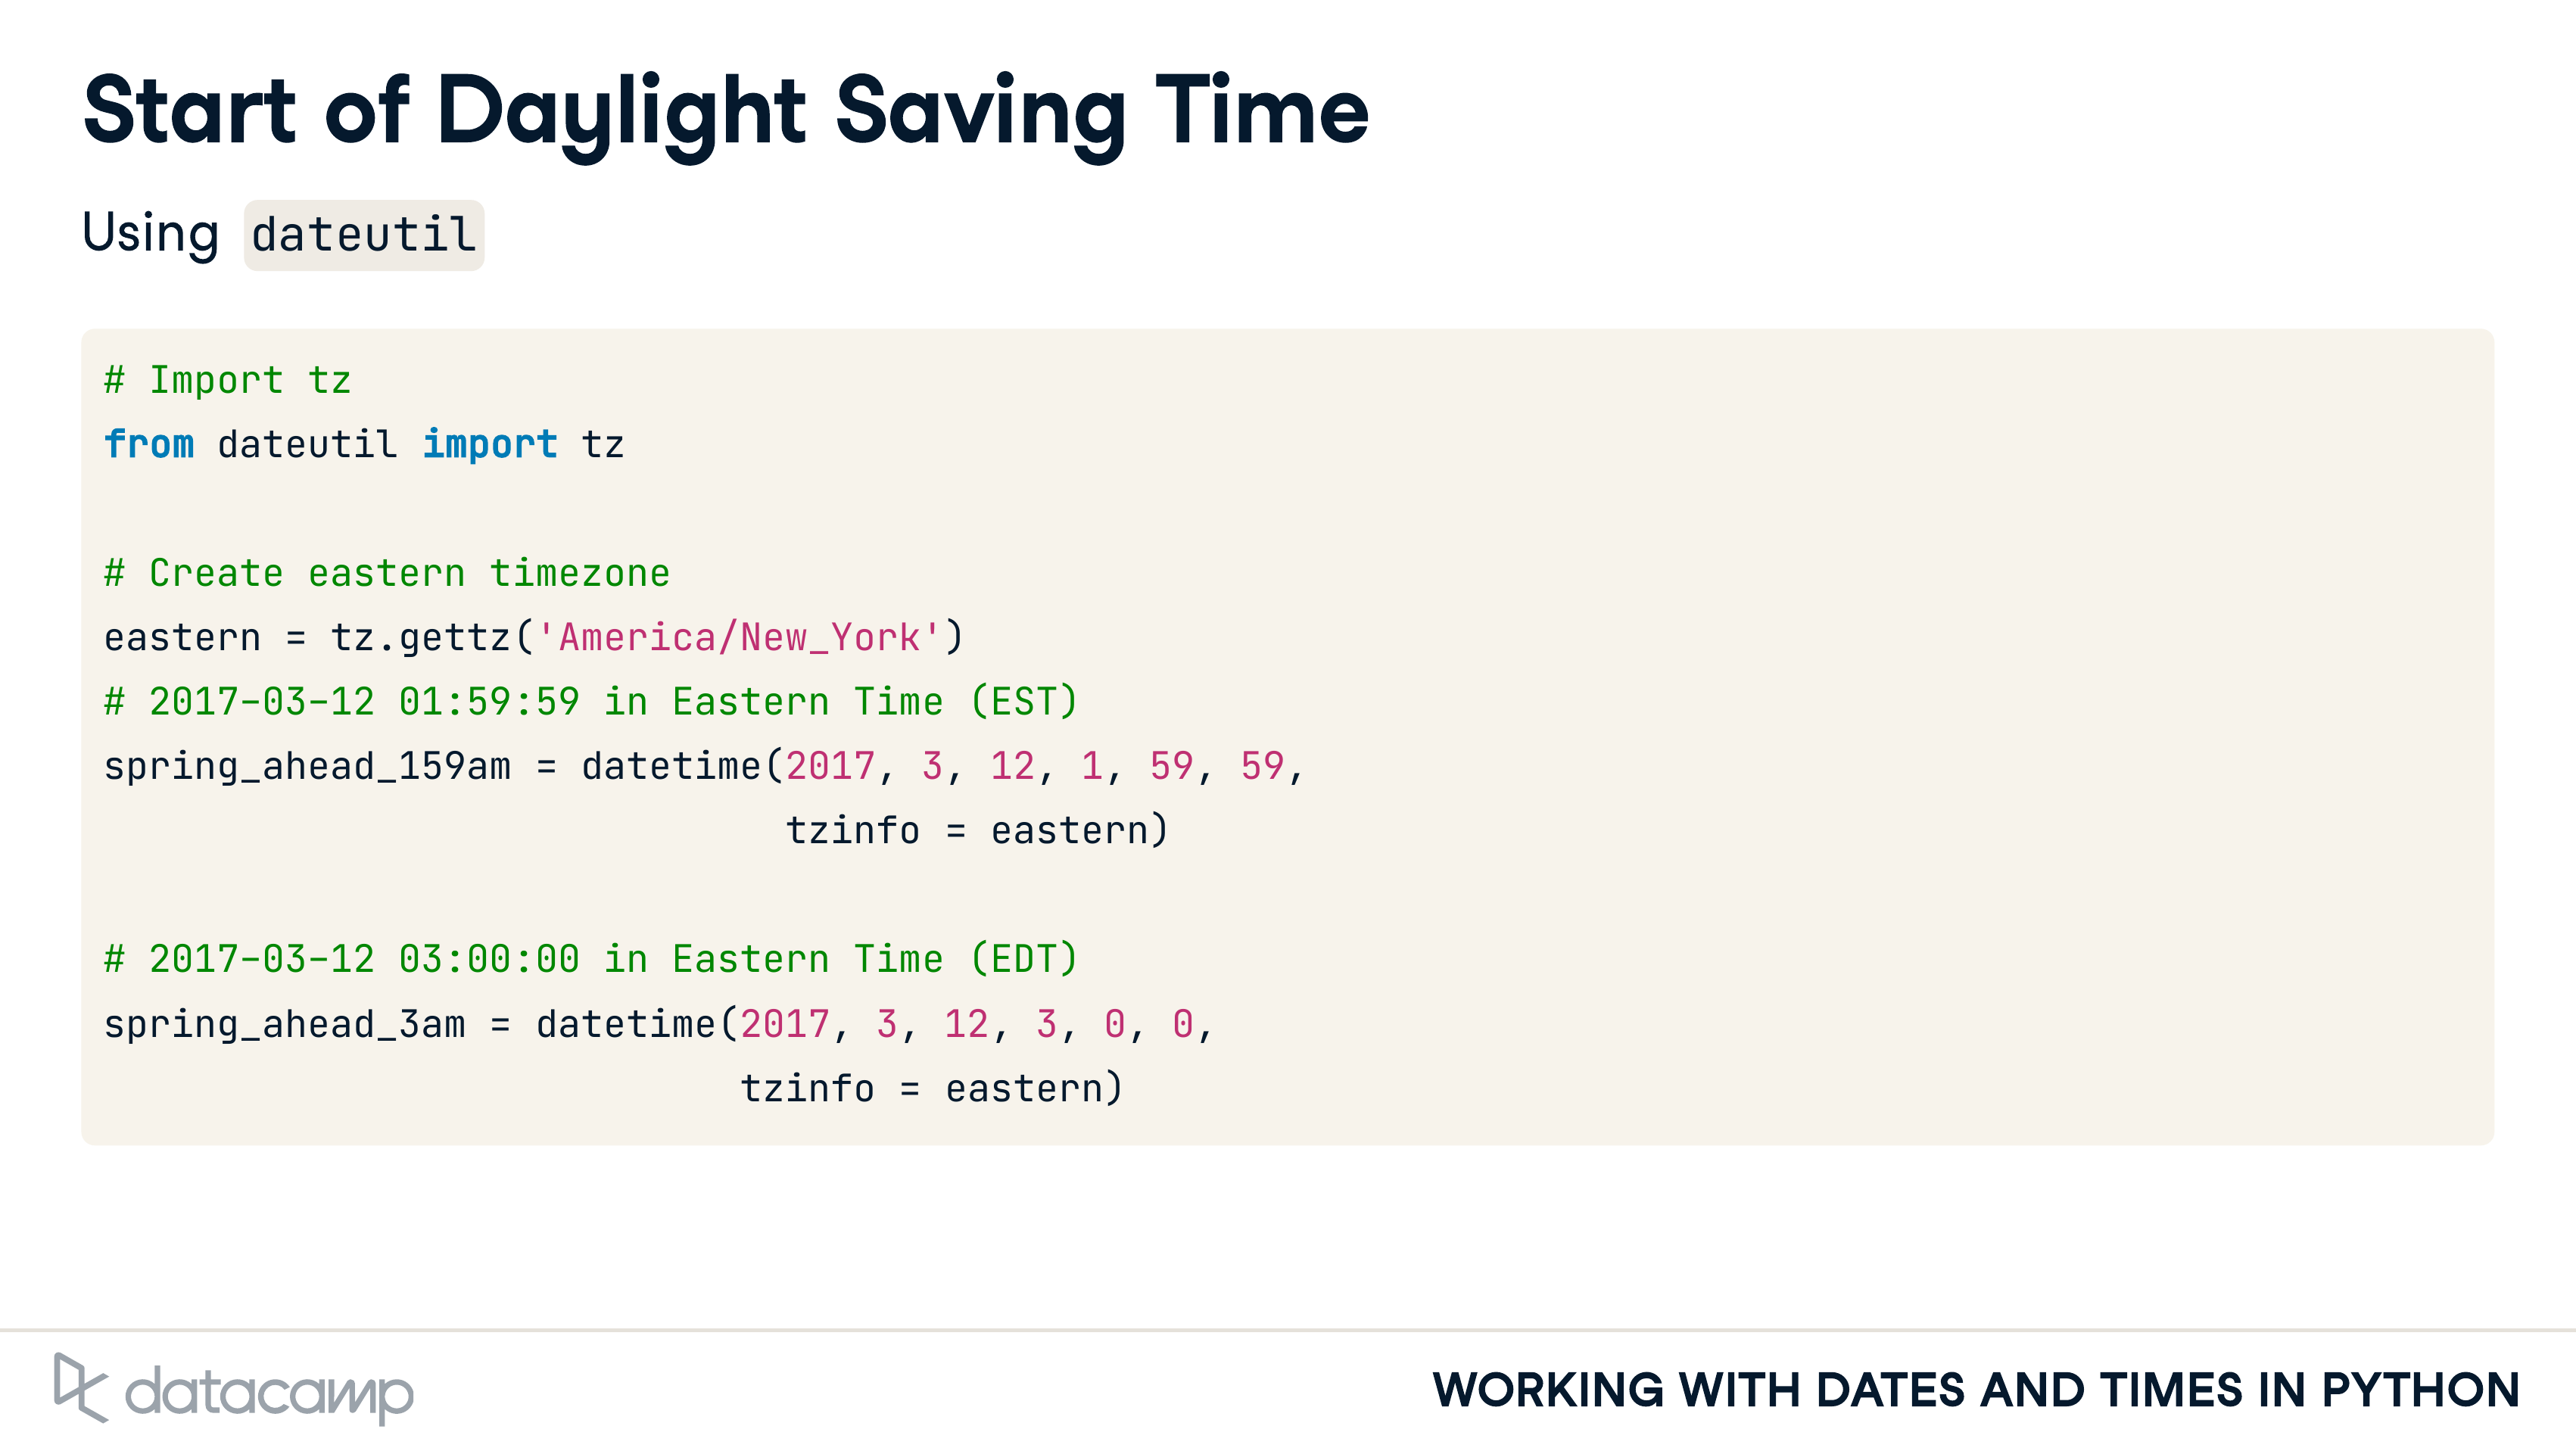 Start of Daylight Saving Time
Using dateutil
# Import tz
from dateutil import tz
# Create eastern timezone
eastern = tz.gettz('America/New_York')
# 2017-03-12 01:59:59 in Eastern Time (EST)
spring_ahead_159am = datetime(2017, 3, 12, 1, 59, 59,
tzinfo = eastern)
# 2017-03-12 03:00:00 in Eastern Time (EDT)
spring_ahead_3am = datetime(2017, 3, 12, 3, 0, 0,
tzinfo = eastern)
datacamp
WORKING WITH DATES AND TIMES IN PYTHON